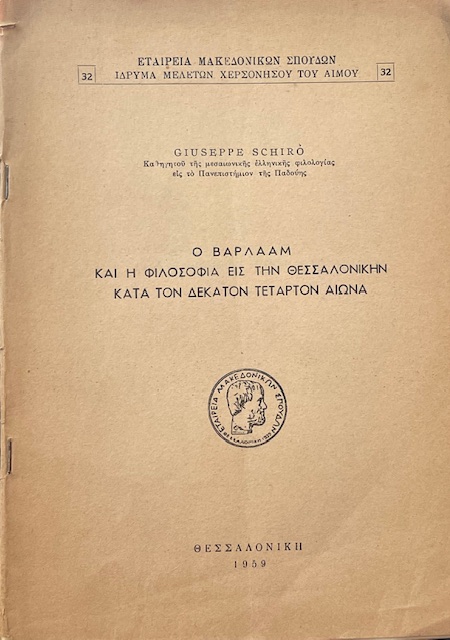 ΕΤΑΙΡΕΙΑ ΜΑΚΕΔΟΝΙΚΩΝ ΣΠΟΥΔΩΝ
32 ΙΔΡΥΜΑ ΜΕΛΕΤΩΝ ΧΕΡΣΟΝΗΣΟΥ ΤΟΥ ΑΙΜΟΥ 32
GIUSEPPE SCHIRÒ
Καθηγητοῦ τῆς μεσαιωνικῆς ἑλληνικῆς φιλολογίας
εἰς τὸ Πανεπιστήμιον τῆς Παδούης
Ο ΒΑΡΛΑΑΜ
ΚΑΙ Η ΦΙΛΟΣΟΦΙΑ ΕΙΣ ΤΗΝ ΘΕΣΣΑΛΟΝΙΚΗΝ
ΚΑΤΑ ΤΟΝ ΔΕΚΑΤΟΝ ΤΕΤΑΡΤΟΝ ΑΙΩΝΑ
ΕΤΑΙΡΕΙΑ ΜΑΚΕΔΟΝΙΚΩΝ ΣΠΟΥΔΩΝ
ΘΕΣΣΑΛΟΝΙΚΗ
1959